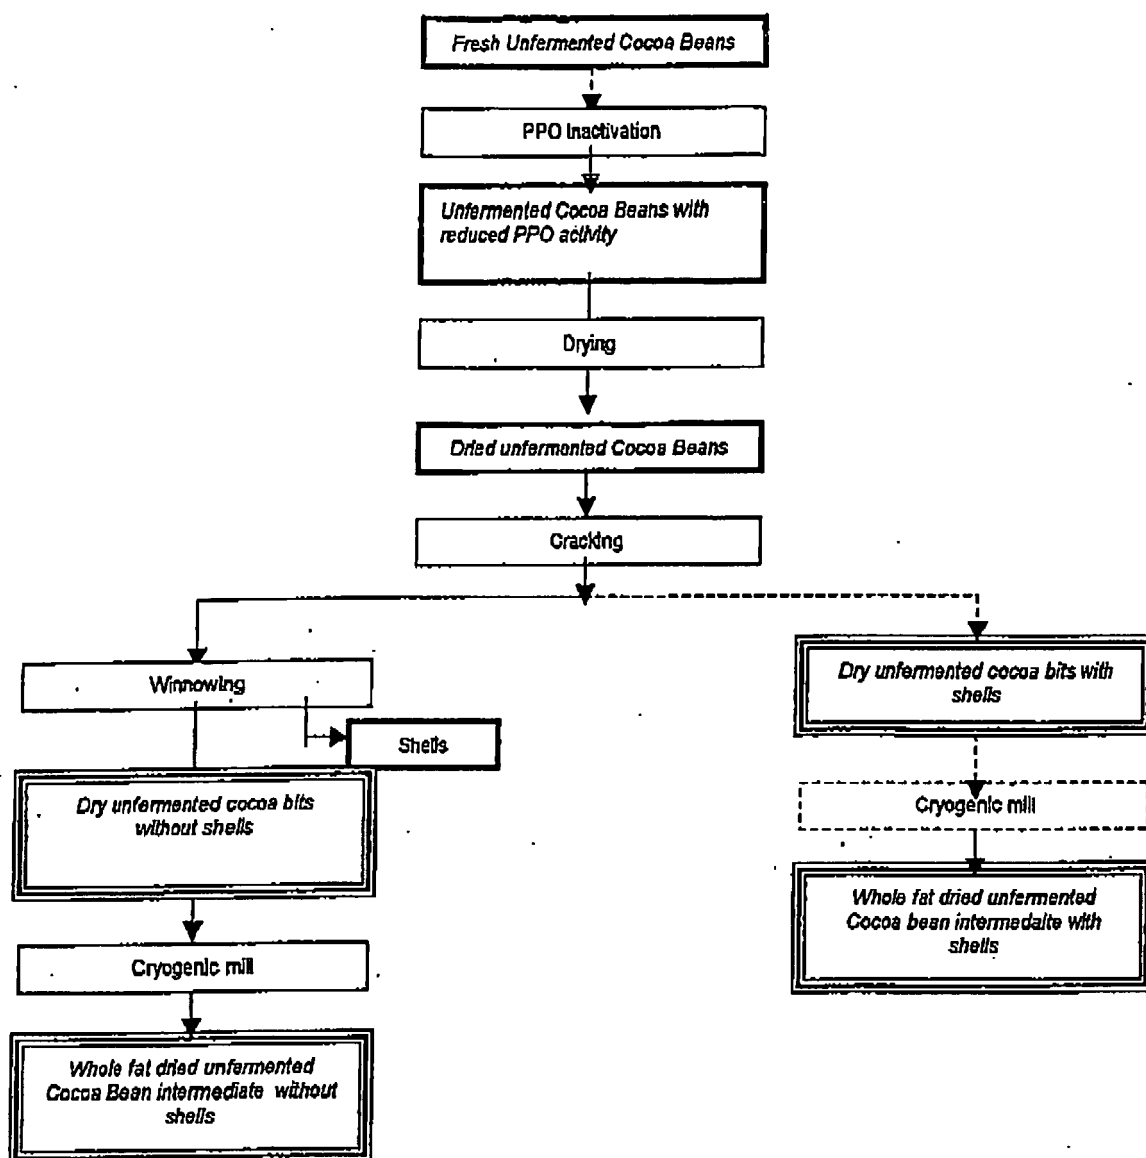 Fresh Unfermented Cocoa Beans
PPO Inactivation
Unfermented Cocoa Beans with
reduced PPO activity
Drying
Dried unfermented Cocoa Beans
Cracking
Winnowing
Shells
Dry unfermented cocoa bits
without shells
Cryogenic mill
Whole fat dried unfermented
Cocoa Bean intermediate without
shells
Dry unfermented cocoa bits with
shells
Cryogenic mill
Whole fat dried unfermented
Cocoa bean intermedaite with
shells